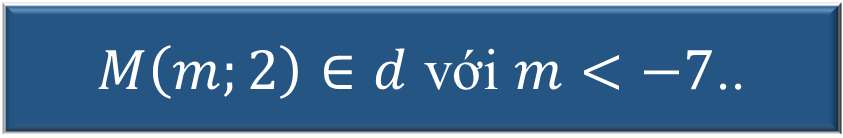 M(m; 2) ∈ d với m < −7..